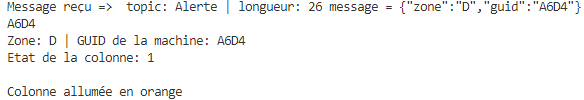 Message reçu =>  topic: Alerte | longueur: 26 message = {"zone":"D","guid":"A6D4"}
A6D4
Zone: D | GUID de la machine: A6D4
Etat de la colonne: 1
Colonne allumée en orange